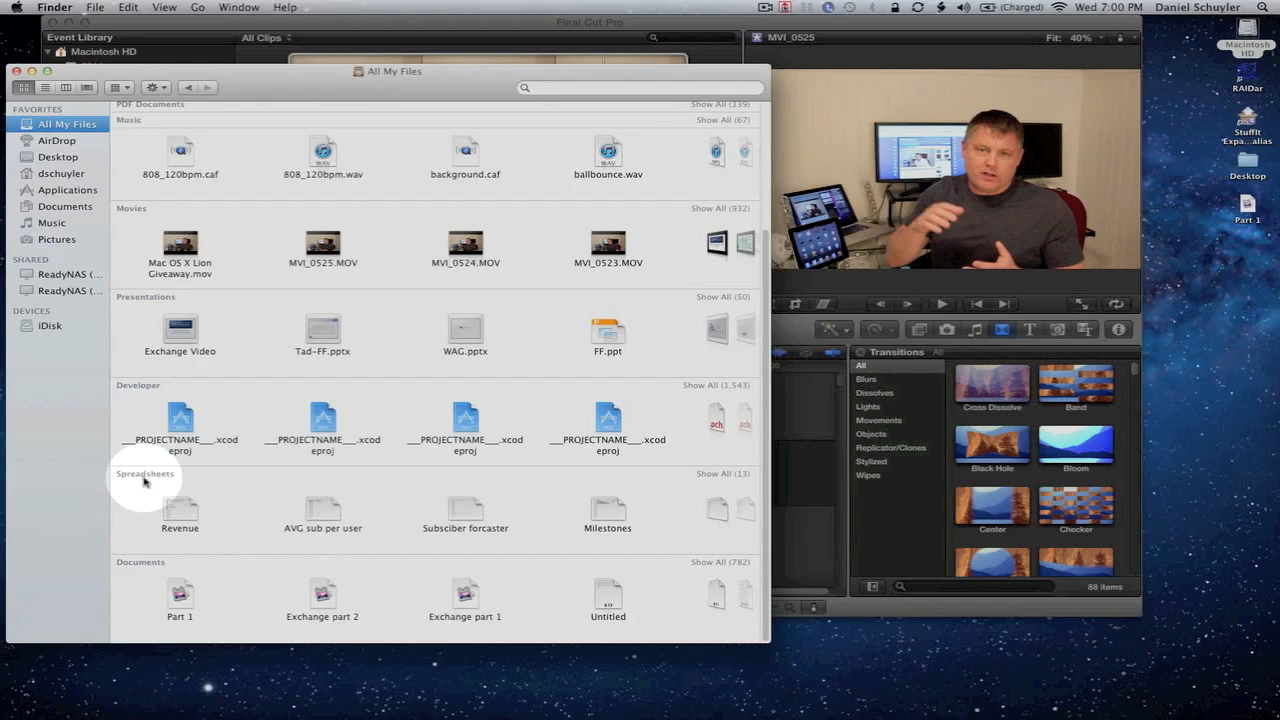 Finder File Edit View Go Window Help (Charged) Wed 7:00 PM Daniel Schuyler
Final Cut Pro
Event Library All Clips MVI_0525 Fit: 40%
Macintosh HD
All My Files
FAVORITES
All My Files
AirDrop
Desktop
dschuyler
Applications
Documents
Music
Pictures
SHARED
ReadyNAS (...
ReadyNAS (...
DEVICES
iDisk
PDF Documents Show All (339)
Music Show All (67)
808_120bpm.caf 808_120bpm.wav background.caf ballbounce.wav
Movies Show All (932)
Mac OS X Lion
Giveaway.mov
MVI_0525.MOV MVI_0524.MOV MVI_0523.MOV
Presentations Show All (50)
Exchange Video Tad-FF.pptx WAG.pptx FF.ppt
Developer Show All (1,543)
___PROJECTNAME___.xcod
eproj
___PROJECTNAME___.xcod
eproj
___PROJECTNAME___.xcod
eproj
___PROJECTNAME___.xcod
eproj
Spreadsheets Show All (13)
Revenue AVG sub per user Subsciber forcaster Milestones
Documents Show All (782)
Part 1 Exchange part 2 Exchange part 1 Untitled
Transitions All
All
Blurs
Dissolves
Lights
Movements
Objects
Replicator/Clones
Stylized
Wipes
Cross Dissolve Band
Black Hole Bloom
Center Checker
88 items
Macintosh
HD
RAIDar
StuffIt
Expa...alias
Desktop
Part 1